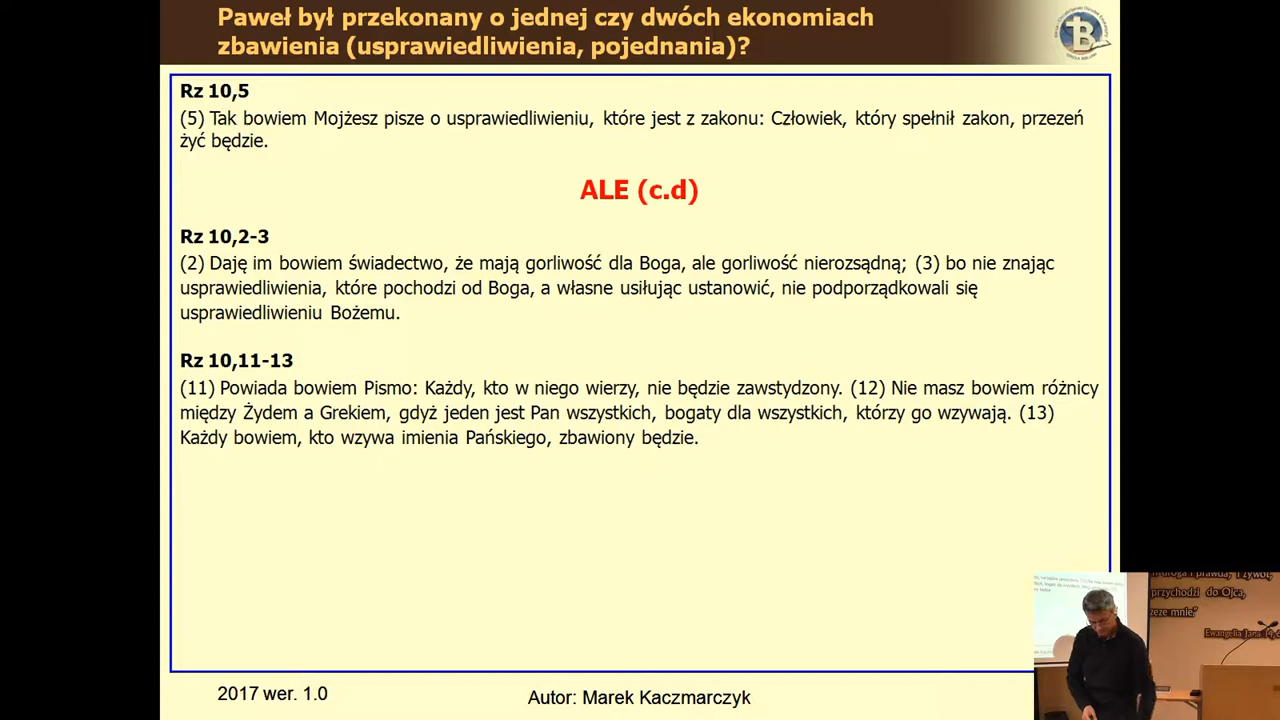 Paweł był przekonany o jednej czy dwóch ekonomiach
zbawienia (usprawiedliwienia, pojednania)?
Rz 10,5
(5) Tak bowiem Mojżesz pisze o usprawiedliwieniu, które jest z zakonu: Człowiek, który spełnił zakon, przezeń
żyć będzie.
ALE (c.d)
Rz 10,2-3
(2) Daję im bowiem świadectwo, że mają gorliwość dla Boga, ale gorliwość nierozsądną; (3) bo nie znając
usprawiedliwienia, które pochodzi od Boga, a własne usiłując ustanowić, nie podporządkowali się
usprawiedliwieniu Bożemu.
Rz 10,11-13
(11) Powiada bowiem Pismo: Każdy, kto w niego wierzy, nie będzie zawstydzony. (12) Nie masz bowiem różnicy
między Żydem a Grekiem, gdyż jeden jest Pan wszystkich, bogaty dla wszystkich, którzy go wzywają. (13)
Każdy bowiem, kto wzywa imienia Pańskiego, zbawiony będzie.
droga i prawda, i żywot,
przychodzi do Ojca,
zeze mnie."
Ewangelia Jana
2017 wer. 1.0
Autor: Marek Kaczmarczyk